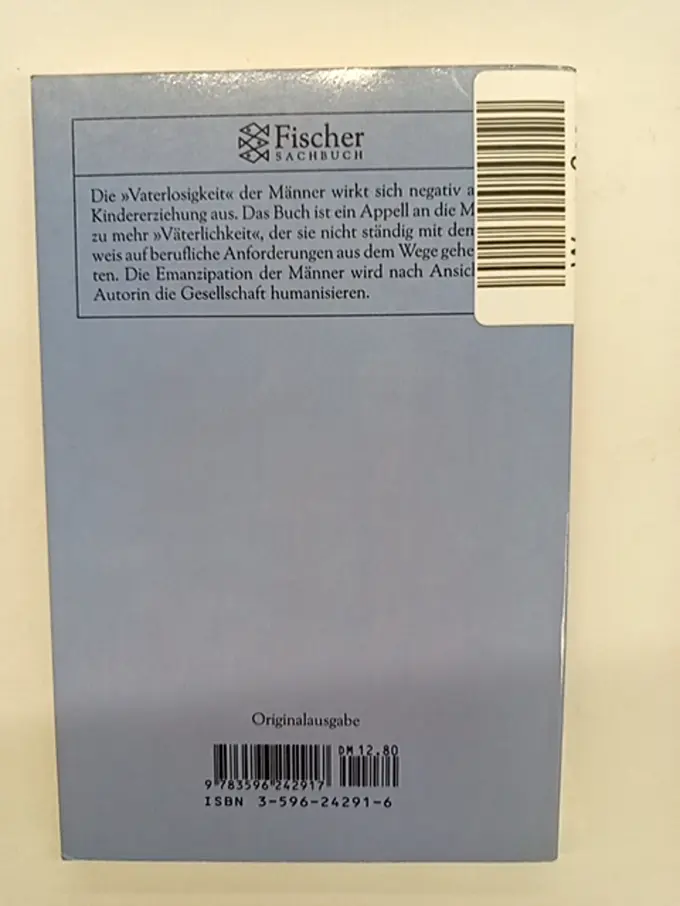 Fischer
SACHBUCH
Die »Vaterlosigkeit« der Männer wirkt sich negativ a
Kindererziehung aus. Das Buch ist ein Appell an die M
zu mehr »Väterlichkeit«, der sie nicht ständig mit dem
weis auf berufliche Anforderungen aus dem Wege gehe
ten. Die Emanzipation der Männer wird nach Ansich
Autorin die Gesellschaft humanisieren.
Originalausgabe
DM 12.80
9 783596 242917
ISBN 3-596-24291-6